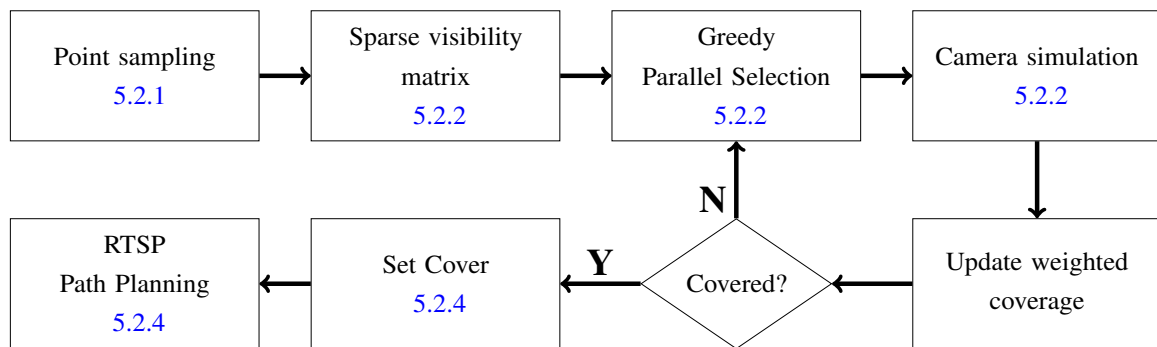 Point sampling
5.2.1
Sparse visibility
matrix
5.2.2
Greedy
Parallel Selection
5.2.2
Camera simulation
5.2.2
N
RTSP
Path Planning
5.2.4
Set Cover
5.2.4
Y
Covered?
Update weighted
coverage